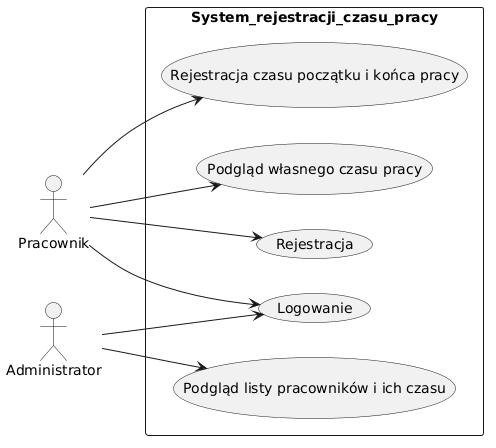 System_rejestracji_czasu_pracy
Rejestracja czasu początku i końca pracy
Podgląd własnego czasu pracy
Pracownik
Rejestracja
Logowanie
Administrator
Podgląd listy pracowników i ich czasu